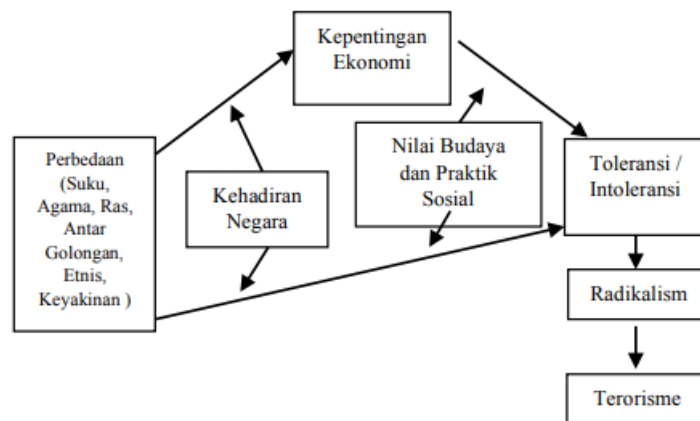 Kepentingan
Ekonomi
Perbedaan
(Suku,
Agama, Ras,
Antar
Golongan,
Etnis,
Keyakinan )
Kehadiran
Negara
Nilai Budaya
dan Praktik
Sosial
Toleransi /
Intoleransi
Radikalism
Terorisme